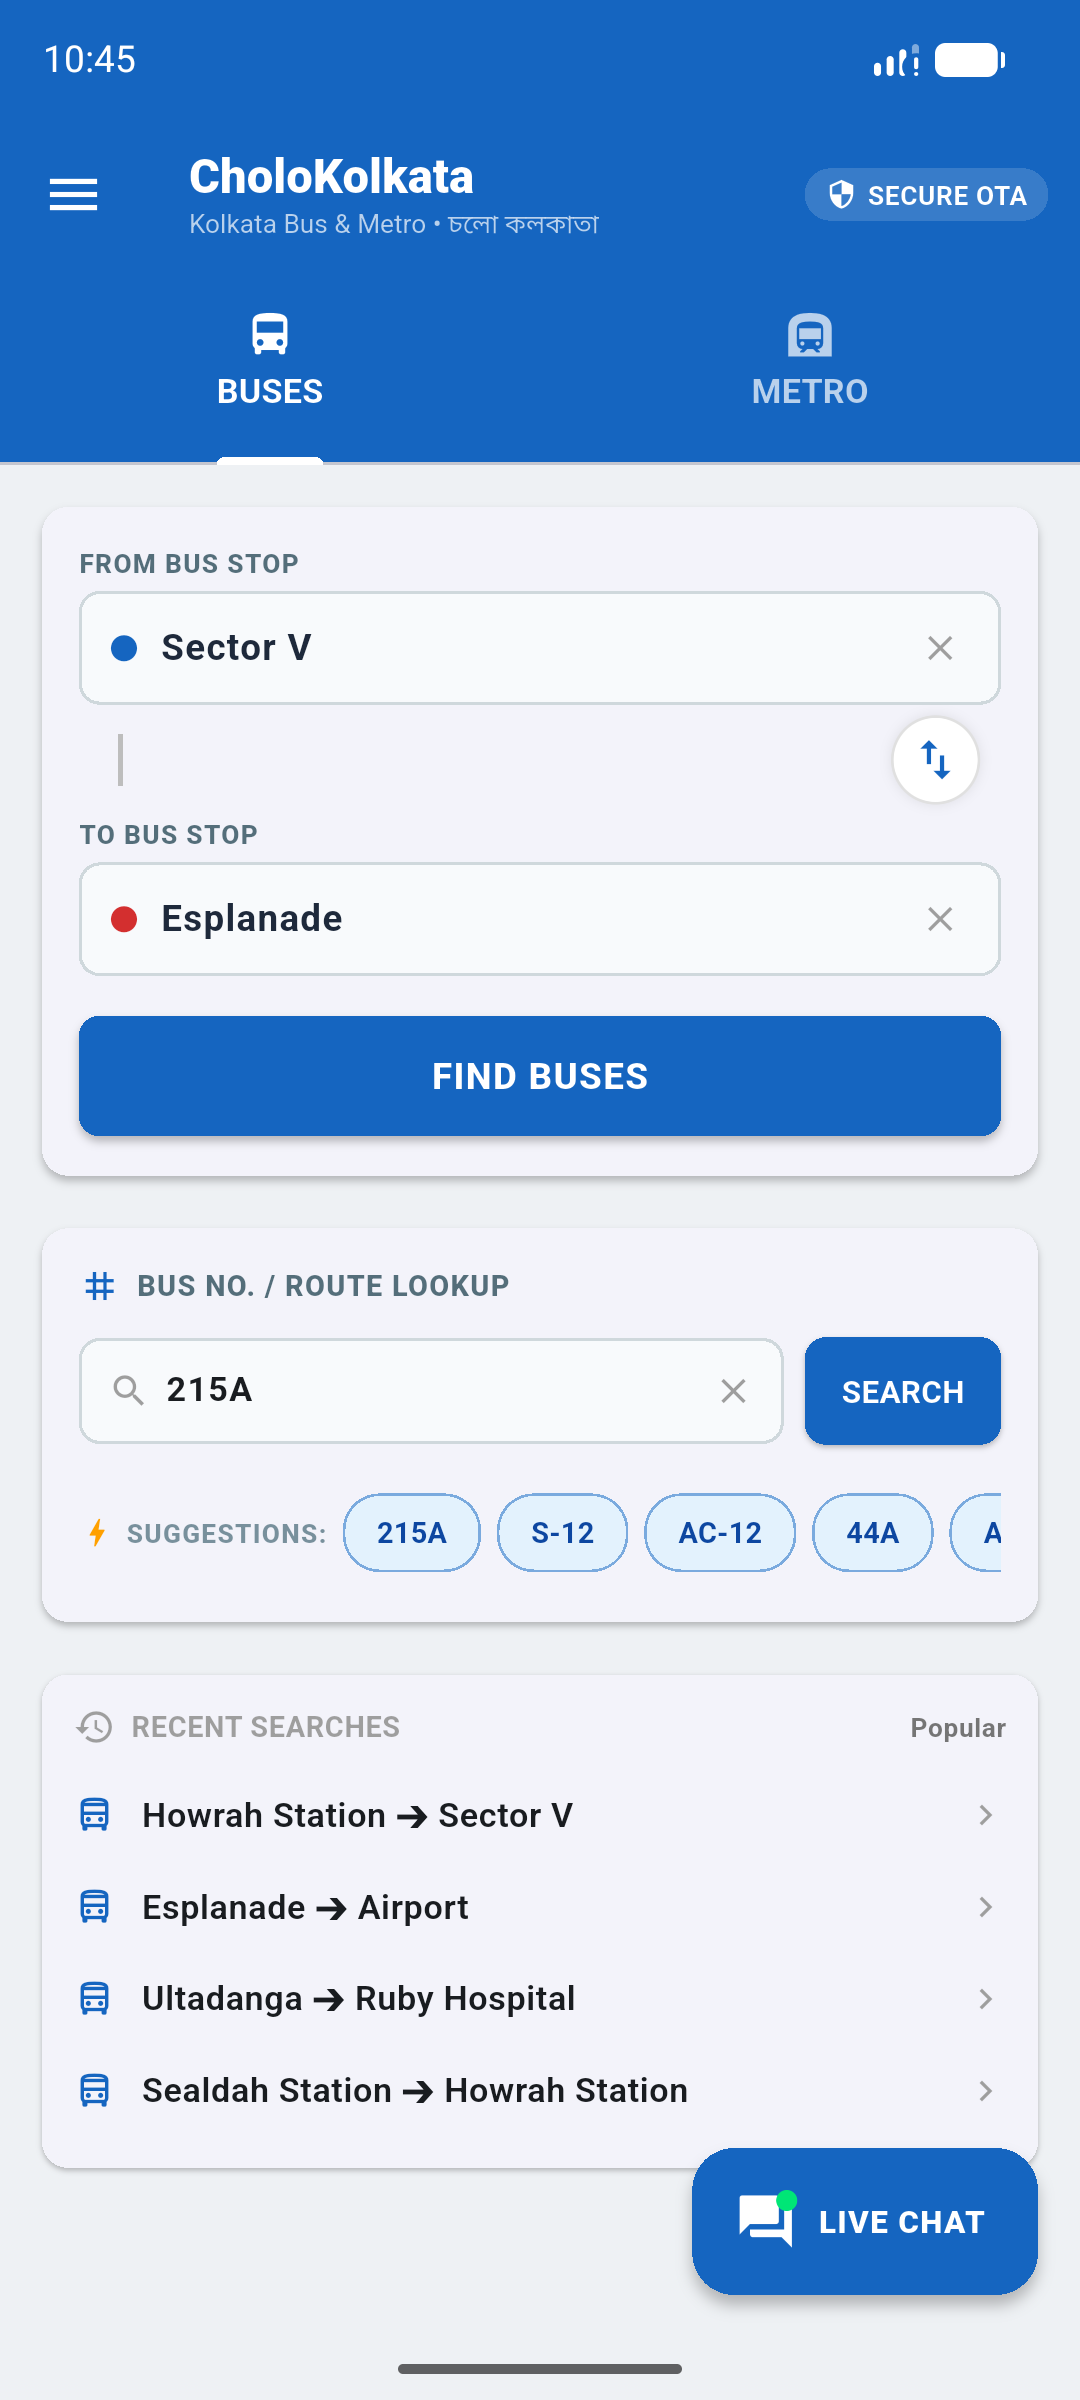 10:45
CholoKolkata
Kolkata Bus & Metro • চলো কলকাতা
SECURE OTA
BUSES
METRO
FROM BUS STOP
Sector V
TO BUS STOP
Esplanade
FIND BUSES
BUS NO. / ROUTE LOOKUP
215A
SEARCH
SUGGESTIONS: 215A S-12 AC-12 44A A
RECENT SEARCHES
Popular
Howrah Station ➔ Sector V
Esplanade ➔ Airport
Ultadanga ➔ Ruby Hospital
Sealdah Station ➔ Howrah Station
LIVE CHAT